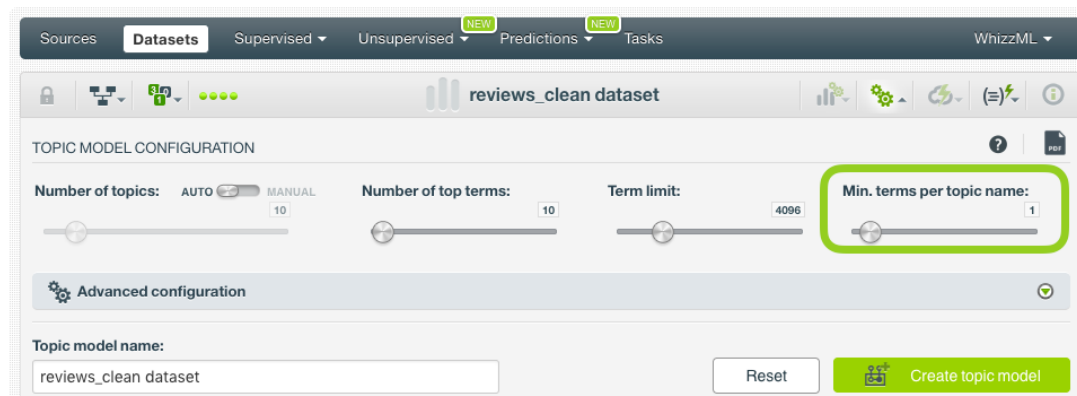 NEW NEW
Sources Datasets Supervised Unsupervised Predictions Tasks WhizzML
reviews_clean dataset
TOPIC MODEL CONFIGURATION
PDF
Number of topics: AUTO MANUAL Number of top terms: Term limit: Min. terms per topic name:
10 10 4096 1
Advanced configuration
Topic model name:
reviews_clean dataset Reset Create topic model